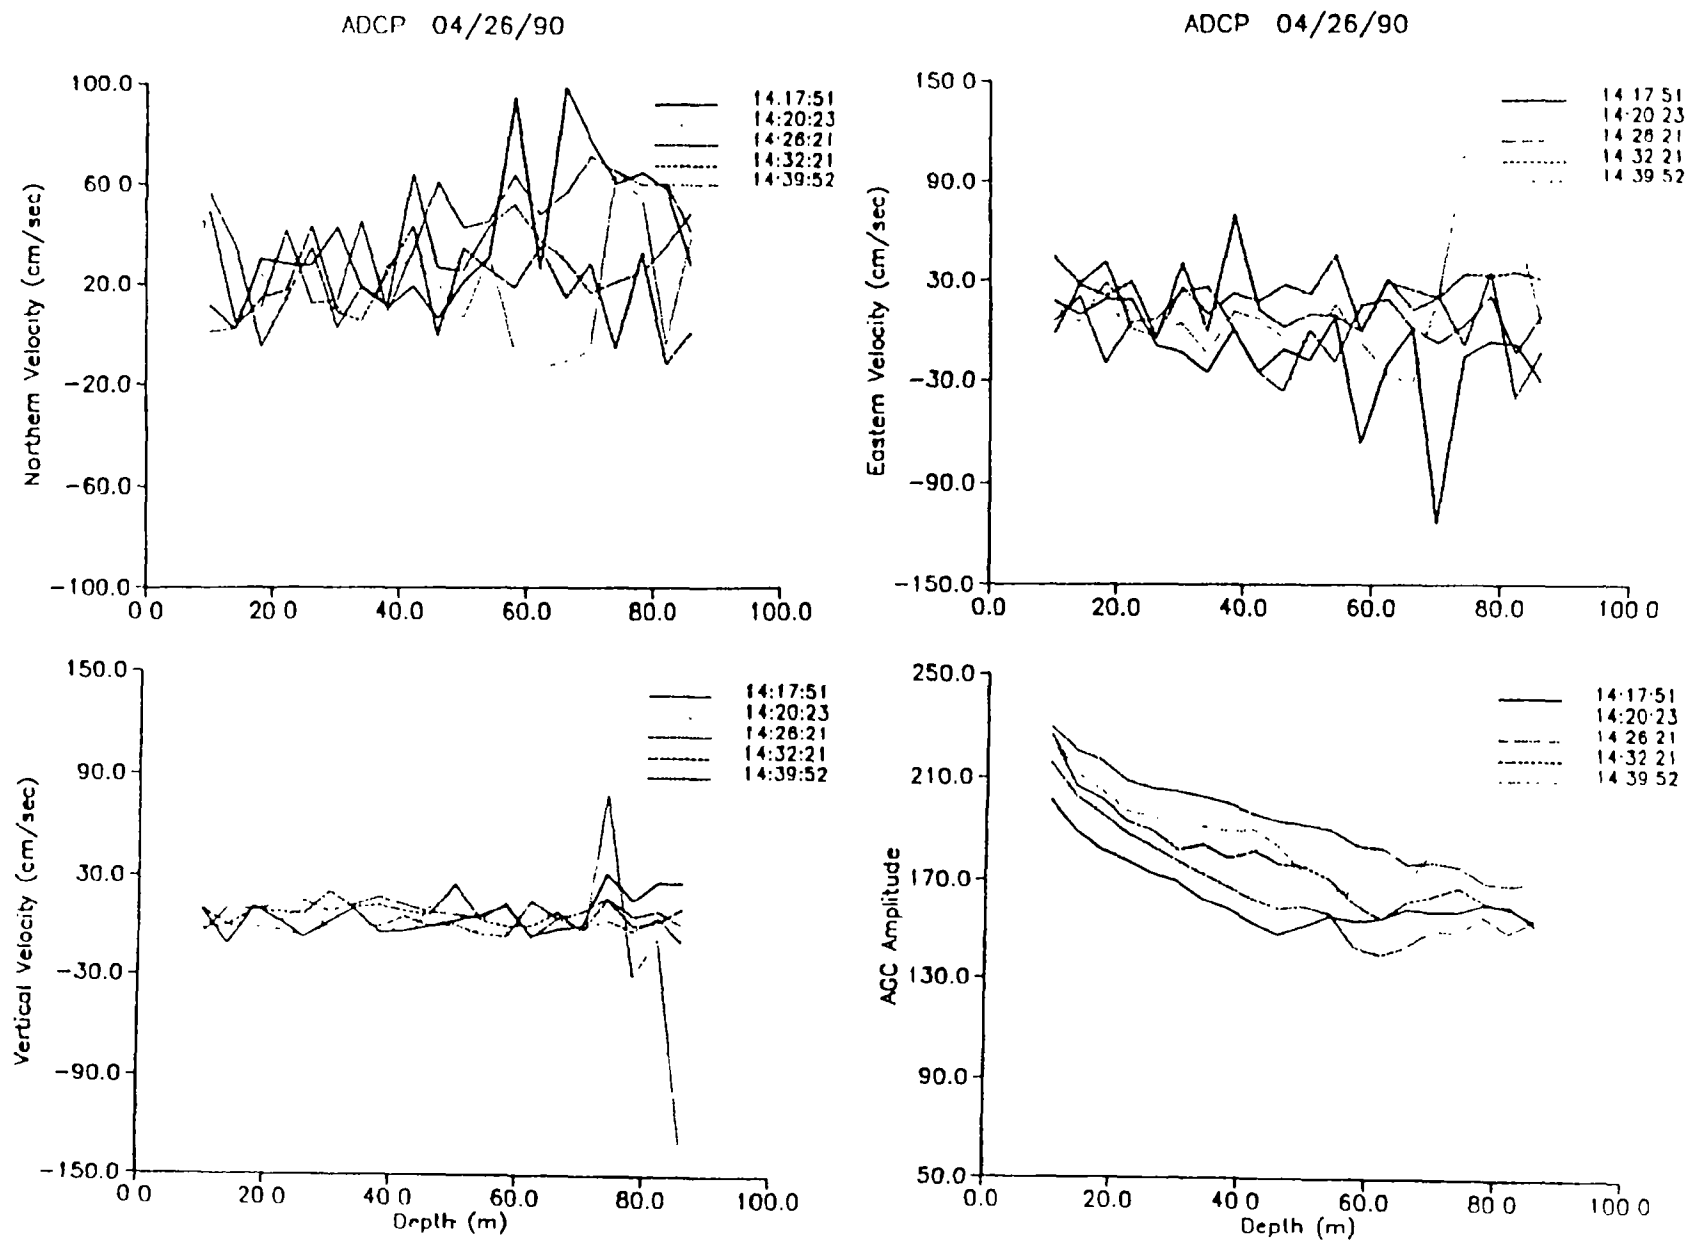 ADCP 04/26/90
100.0
60.0
20.0
-20.0
-60.0
-100.0
Northern Velocity (cm/sec)
14:17:51
14:20:23
14:26:21
14:32:21
14:39:52
0.0 20.0 40.0 60.0 80.0 100.0
ADCP 04/26/90
150.0
90.0
30.0
-30.0
-90.0
-150.0
Eastern Velocity (cm/sec)
14 17 51
14:20 23
14 26 21
14 32 21
14 39 52
0.0 20.0 40.0 60.0 80.0 100.0
150.0
90.0
30.0
-30.0
-90.0
-150.0
Vertical Velocity (cm/sec)
14:17:51
14:20:23
14:26:21
14:32:21
14:39:52
0.0 20.0 40.0 60.0 80.0 100.0
Depth (m)
250.0
210.0
170.0
130.0
90.0
50.0
AGC Amplitude
14:17:51
14:20:23
14 26 21
14 32 21
14 39 52
0.0 20.0 40.0 60.0 80.0 100.0
Depth (m)